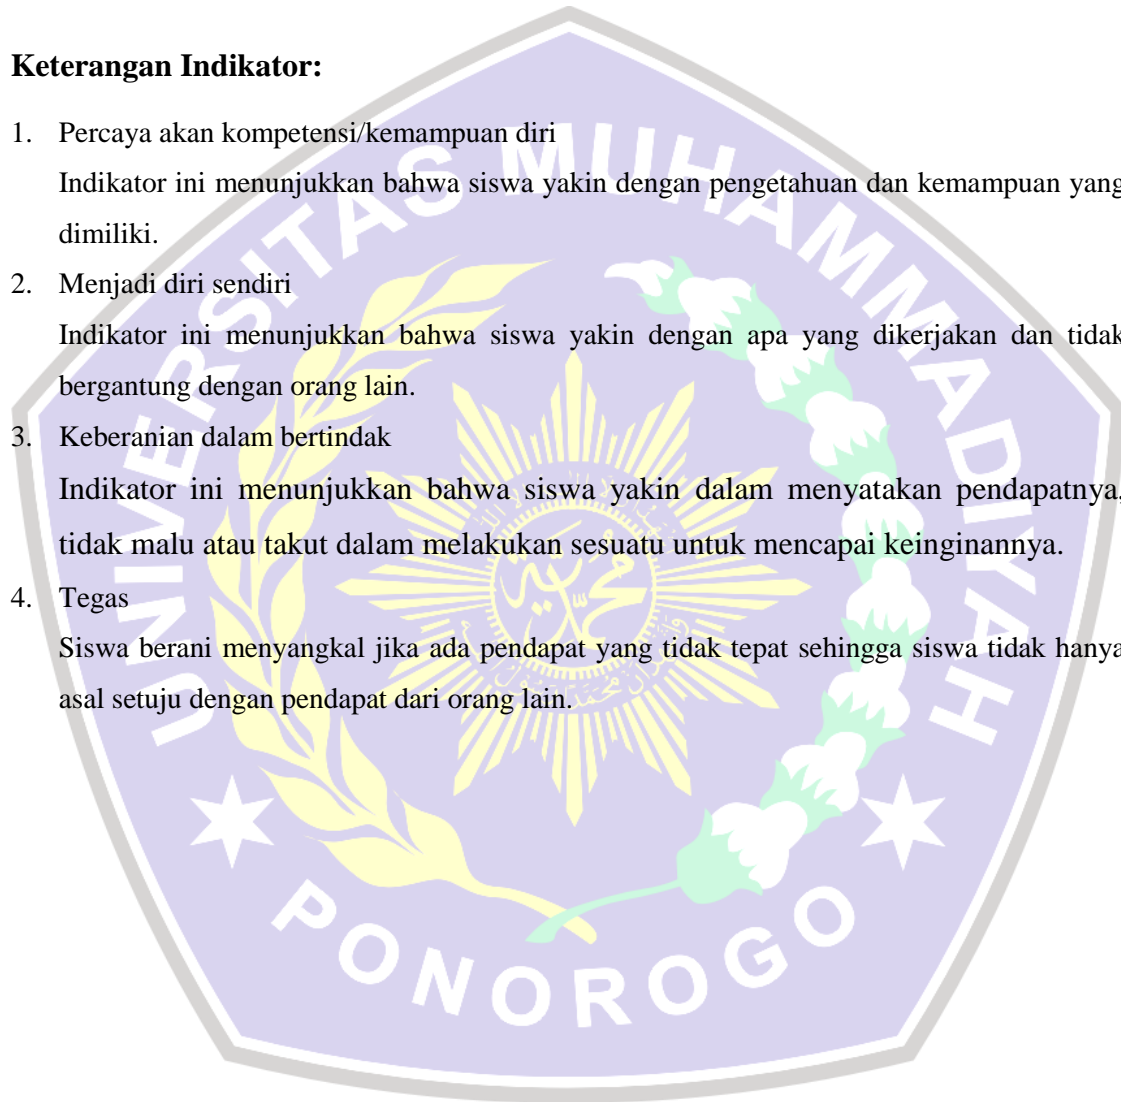 Keterangan Indikator:
1. Percaya akan kompetensi/kemampuan diri
Indikator ini menunjukkan bahwa siswa yakin dengan pengetahuan dan kemampuan yang
dimiliki.
2. Menjadi diri sendiri
Indikator ini menunjukkan bahwa siswa yakin dengan apa yang dikerjakan dan tidak
bergantung dengan orang lain.
3. Keberanian dalam bertindak
Indikator ini menunjukkan bahwa siswa yakin dalam menyatakan pendapatnya,
tidak malu atau takut dalam melakukan sesuatu untuk mencapai keinginannya.
4. Tegas
Siswa berani menyangkal jika ada pendapat yang tidak tepat sehingga siswa tidak hanya
asal setuju dengan pendapat dari orang lain.
UNIVERSITAS MUHAMMADIYAH
PONOROGO
محمدية